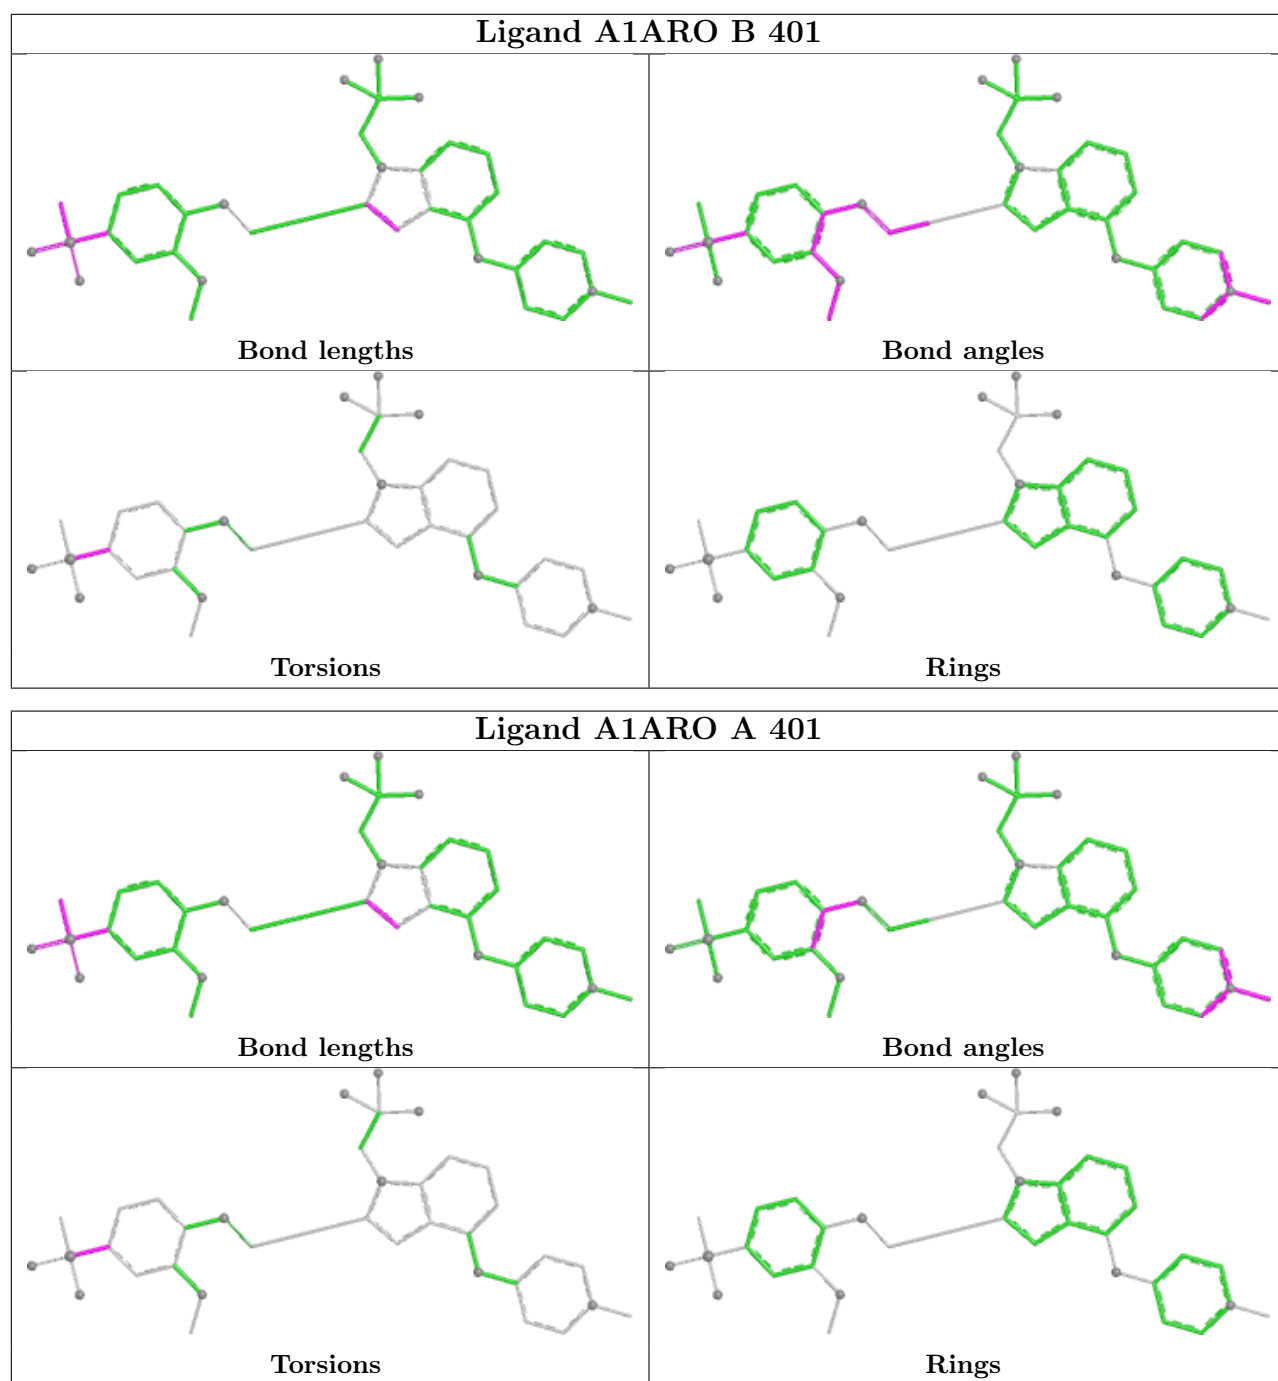 Ligand A1ARO B 401
Bond lengths
Bond angles
Torsions
Rings
Ligand A1ARO A 401
Bond lengths
Bond angles
Torsions
Rings